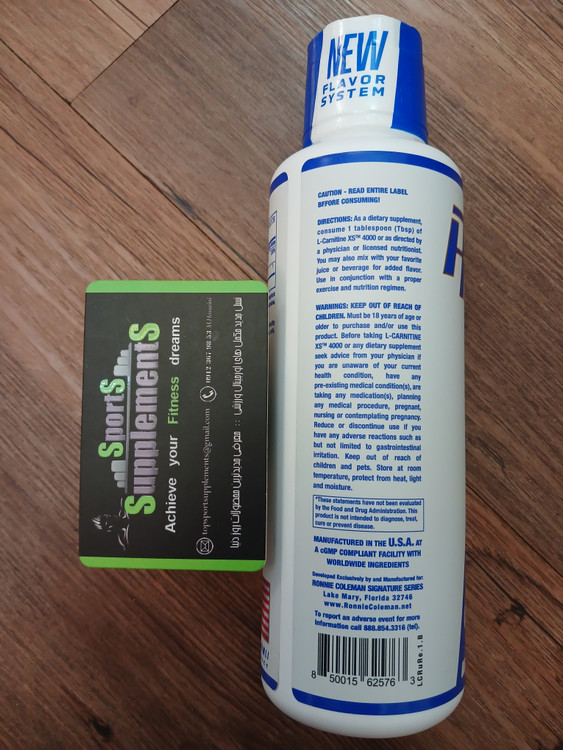 NEW
FLAVOR
SYSTEM
CAUTION - READ ENTIRE LABEL
BFFORE CONSUMING!
DIRECTIONS: As a dietary supplement,
consume 1 tablespoon (Tbsp) of
L-Carnitine XS™ 4000 or as directed by
a physician or licensed nutritionist.
You may also mix with your favorite
juice or beverage for added flavor.
Use in conjunction with a proper
exercise and nutrition regimen.
WARNINGS: KEEP OUT OF REACH OF
CHILDREN. Must be 18 years of age or
older to purchase and/or use this
product. Before taking L-CARNITINE
XS™ 4000 or any dietary supplement
seek advice from your physician if
you are unaware of your current
health condition, have any
pre-existing medical condition(s), are
taking any medication(s), planning
any medical procedure, pregnant,
nursing or contemplating pregnancy.
Reduce or discontinue use if you
have any adverse reactions such as
but not limited to gastrointestinal
irritation. Keep out of reach of
children and pets. Store at room
temperature, protect from heat, light
and moisture.
*These statements have not been evaluated
by the Food and Drug Administration. This
product is not intended to diagnose, treat,
cure or prevent disease.
MANUFACTURED IN THE U.S.A. AT
A cGMP COMPLIANT FACILITY WITH
WORLDWIDE INGREDIENTS
Developed Exclusively by and Manufactured for:
RONNIE COLEMAN SIGNATURE SERIES
Lake Mary, Florida 32746
www.RonnieColeman.net
To report an adverse event for more
information call 888.854.3316 (tel).
8 50015 62576 3
LCRuRe.1.B
SportS
SupplementS
Achieve your Fitness dreams
topsportsupplements@gmail.com